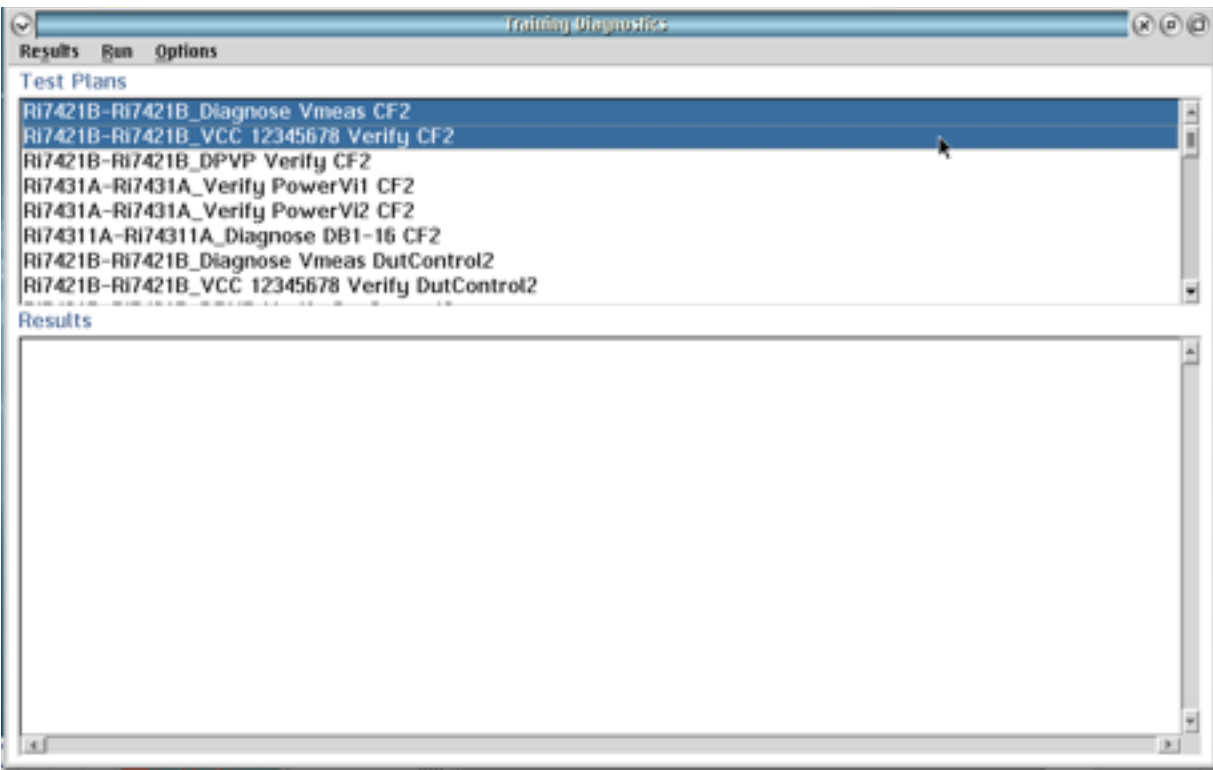 Training Diagnostics
Results Run Options
Test Plans
Ri7421B-Ri7421B_Diagnose Vmeas CF2
Ri7421B-Ri7421B_VCC 12345678 Verify CF2
Ri7421B-Ri7421B_DPVP Verify CF2
Ri7431A-Ri7431A_Verify PowerVi1 CF2
Ri7431A-Ri7431A_Verify PowerVi2 CF2
Ri74311A-Ri74311A_Diagnose DB1-16 CF2
Ri7421B-Ri7421B_Diagnose Vmeas DutControl2
Ri7421B-Ri7421B_VCC 12345678 Verify DutControl2
Results